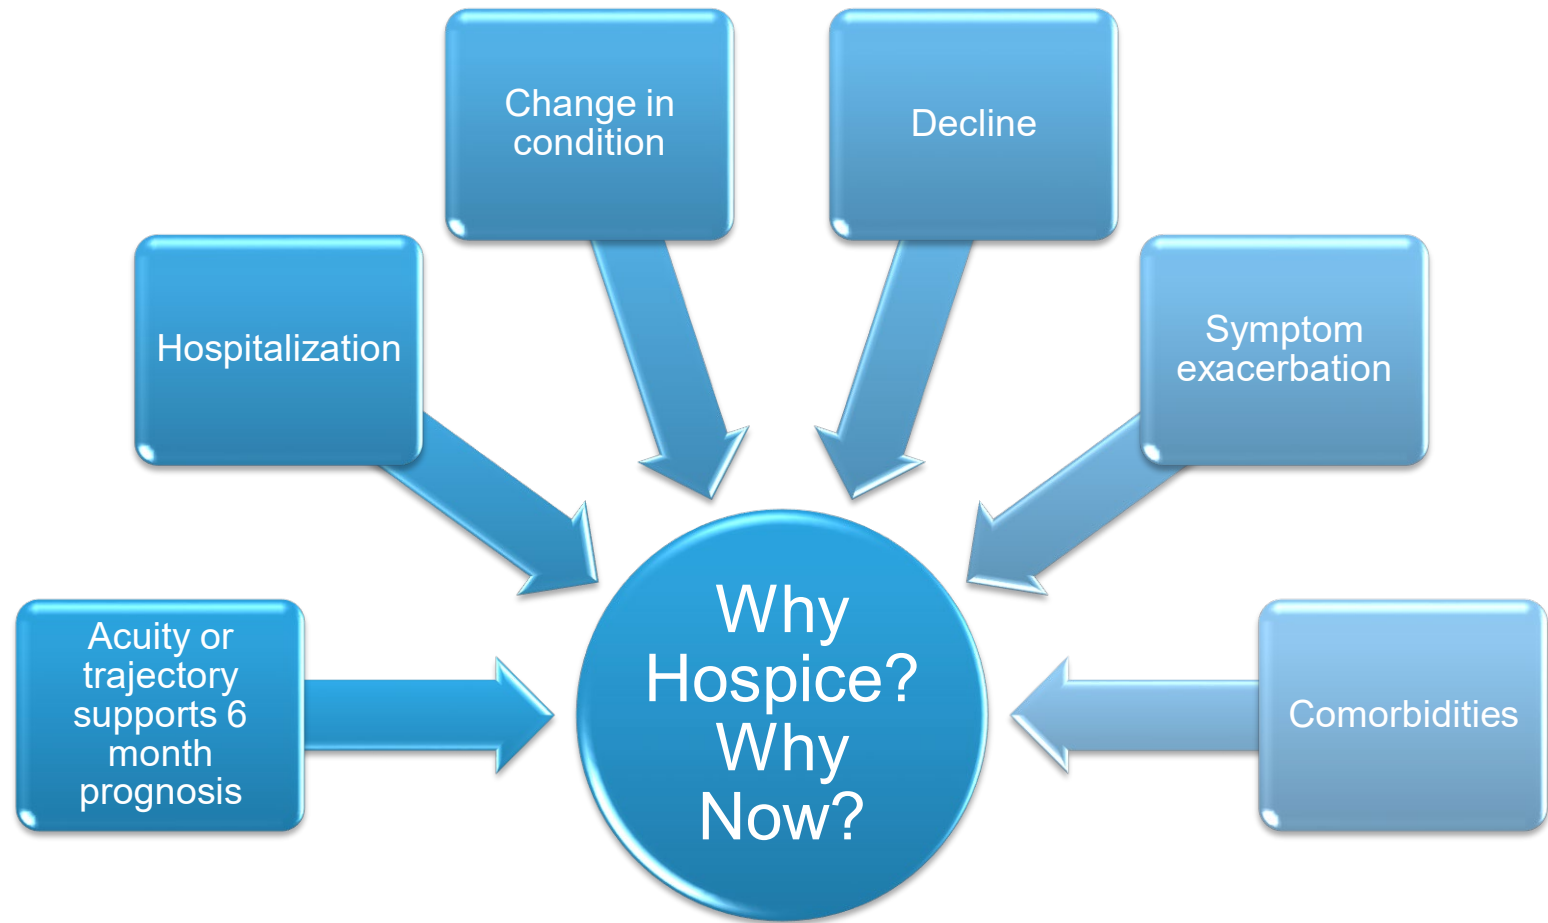 Change in
condition
Decline
Hospitalization
Symptom
exacerbation
Acuity or
trajectory
supports 6
month
prognosis
Why
Hospice?
Why
Now?
Comorbidities